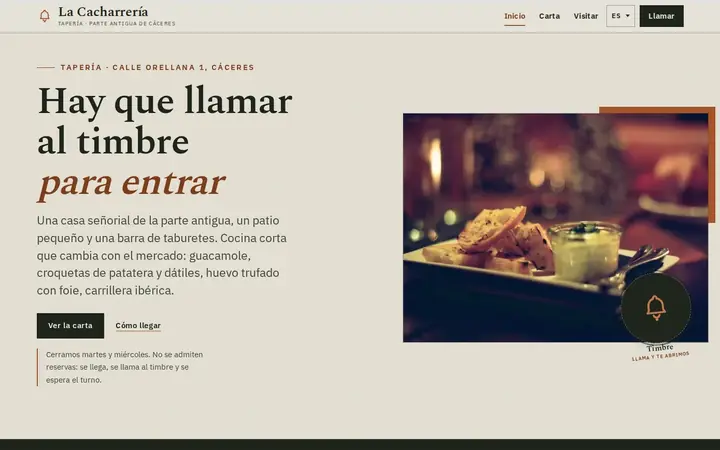 La Cacharrería
TAPERÍA · PARTE ANTIGUA DE CÁCERES
Inicio
Carta
Visitar
ES
Llamar
TAPERÍA · CALLE ORELLANA 1, CÁCERES
Hay que llamar
al timbre
para entrar
Una casa señorial de la parte antigua, un patio
pequeño y una barra de taburetes. Cocina corta
que cambia con el mercado: guacamole,
croquetas de patatera y dátiles, huevo trufado
con foie, carrillera ibérica.
Ver la carta
Cómo llegar
Cerramos martes y miércoles. No se admiten
reservas: se llega, se llama al timbre y se
espera el turno.
Timbre
LLAMA Y TE ABRIMOS